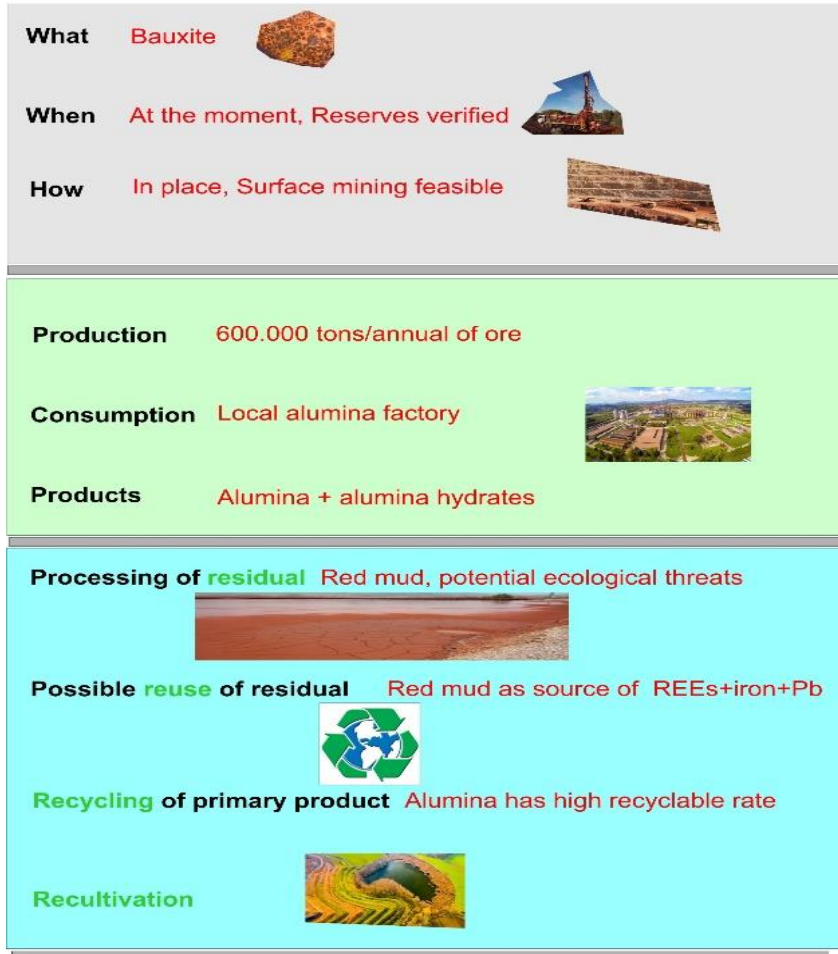 What Bauxite
When At the moment, Reserves verified
How In place, Surface mining feasible
Production 600.000 tons/annual of ore
Consumption Local alumina factory
Products Alumina + alumina hydrates
Processing of residual Red mud, potential ecological threats
Possible reuse of residual Red mud as source of REEs+iron+Pb
Recycling of primary product Alumina has high recyclable rate
Recultivation